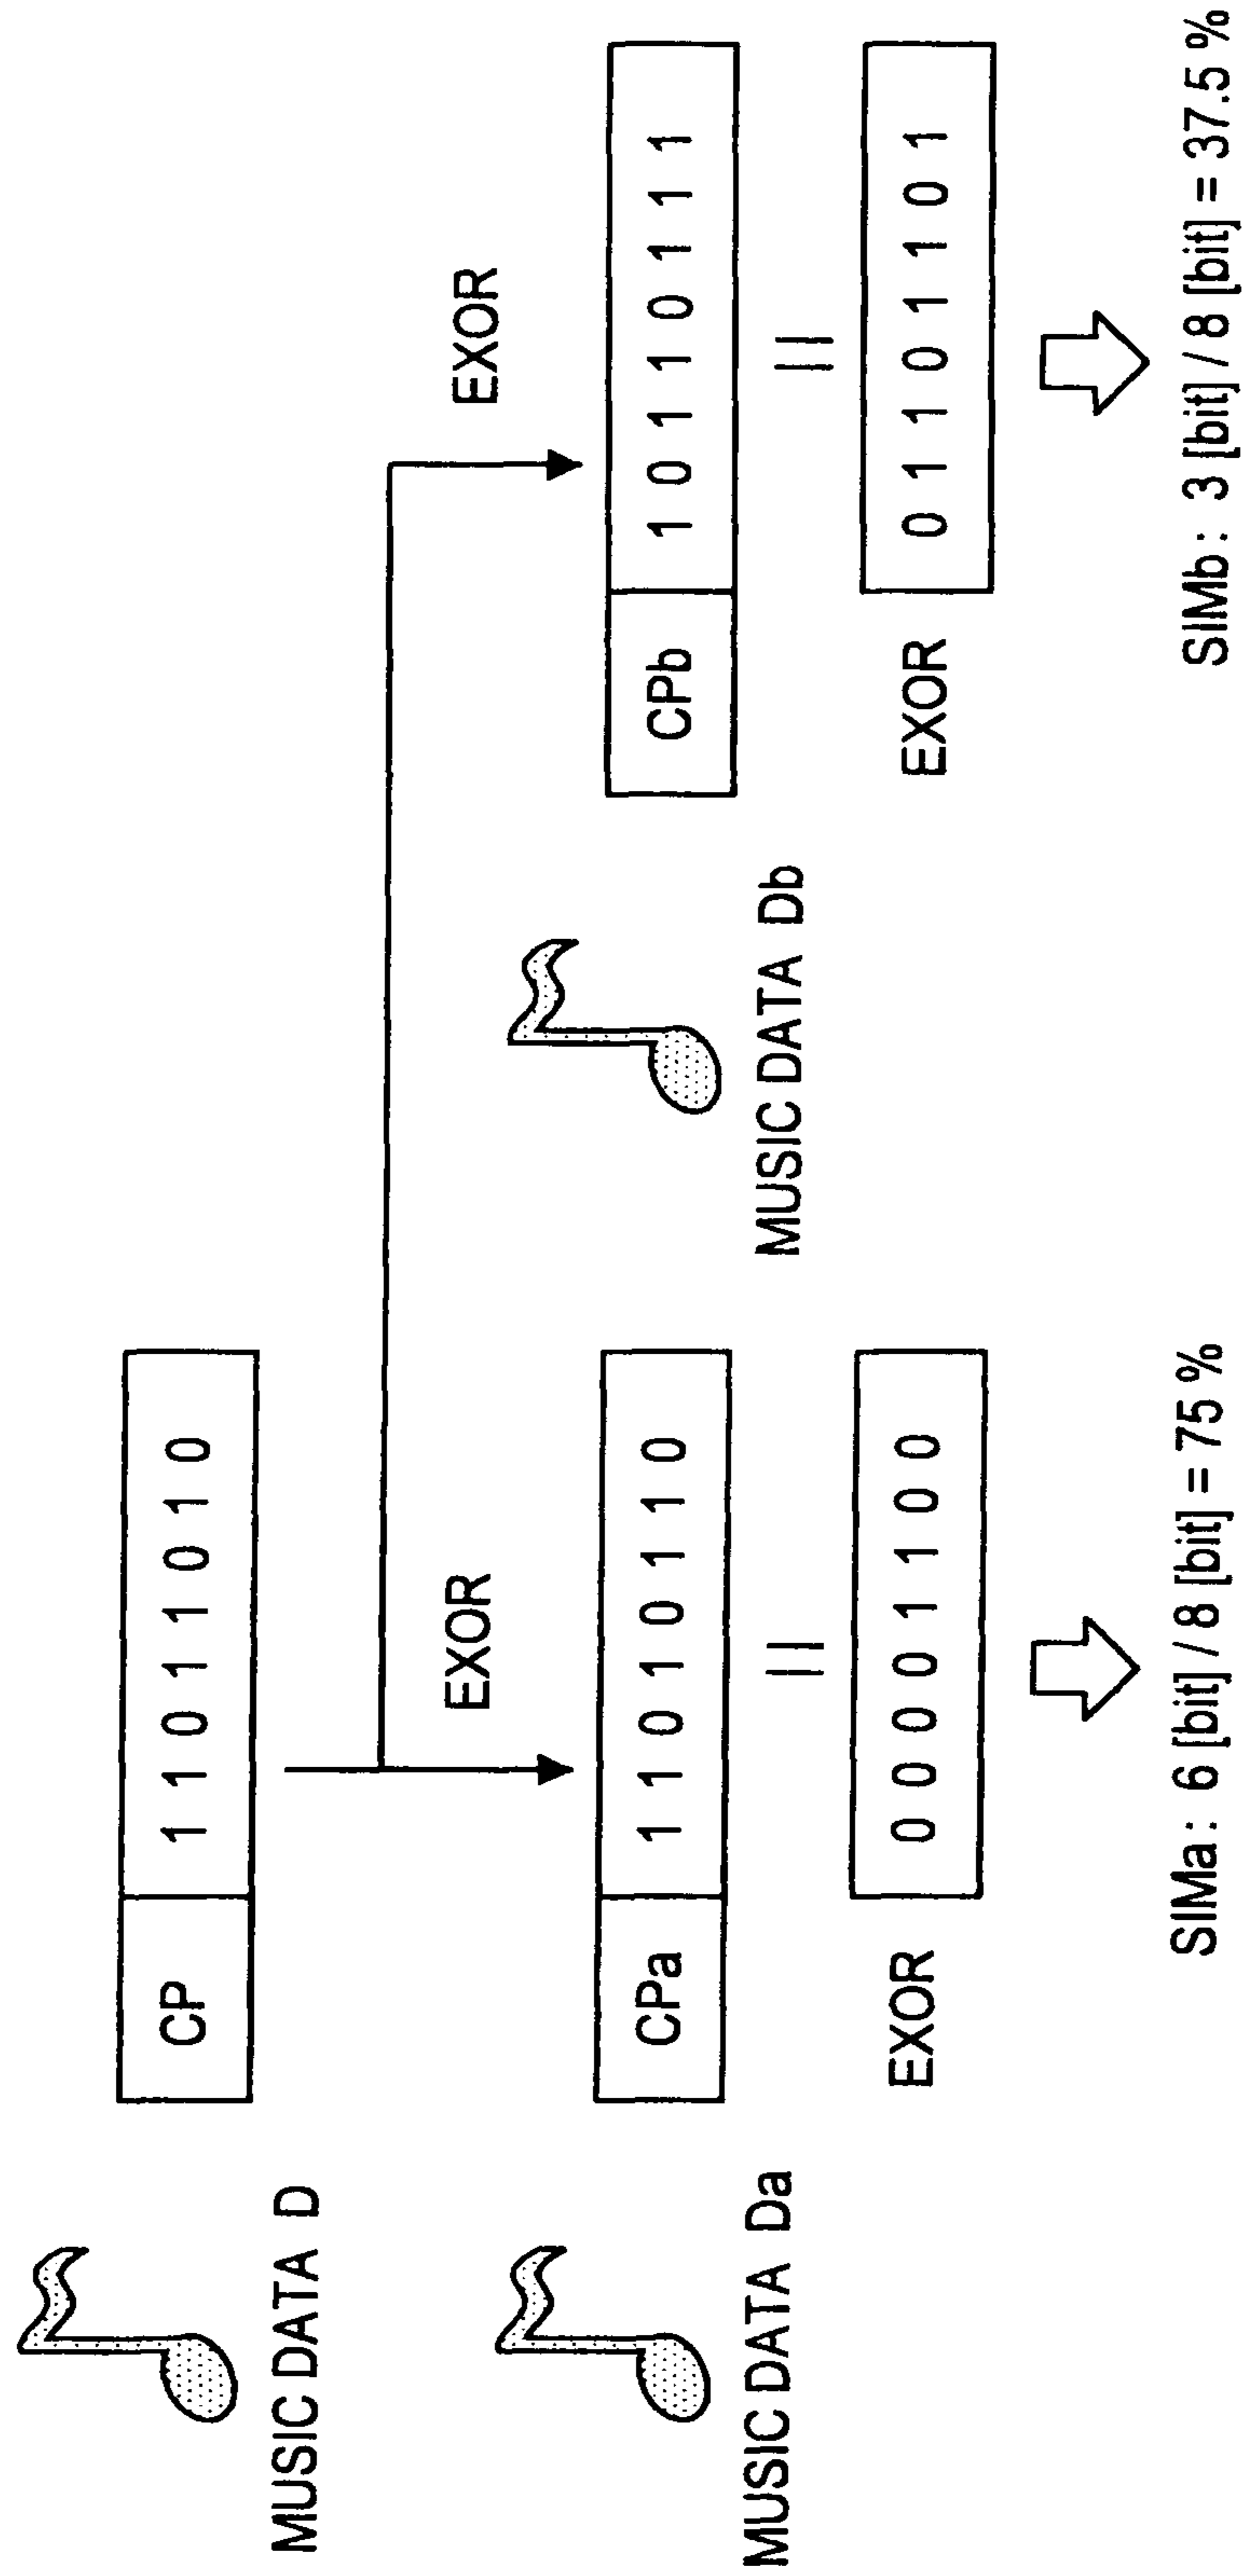 CP 1 1 0 1 1 0 1 0
MUSIC DATA D
EXOR
EXOR
CPa 1 1 0 1 0 1 1 0
MUSIC DATA Da
EXOR 0 0 0 0 1 1 0 0
SIMa : 6 [bit] / 8 [bit] = 75 %
CPb 1 0 1 1 0 1 1 1
MUSIC DATA Db
EXOR 0 1 1 0 1 1 0 1
SIMb : 3 [bit] / 8 [bit] = 37.5 %